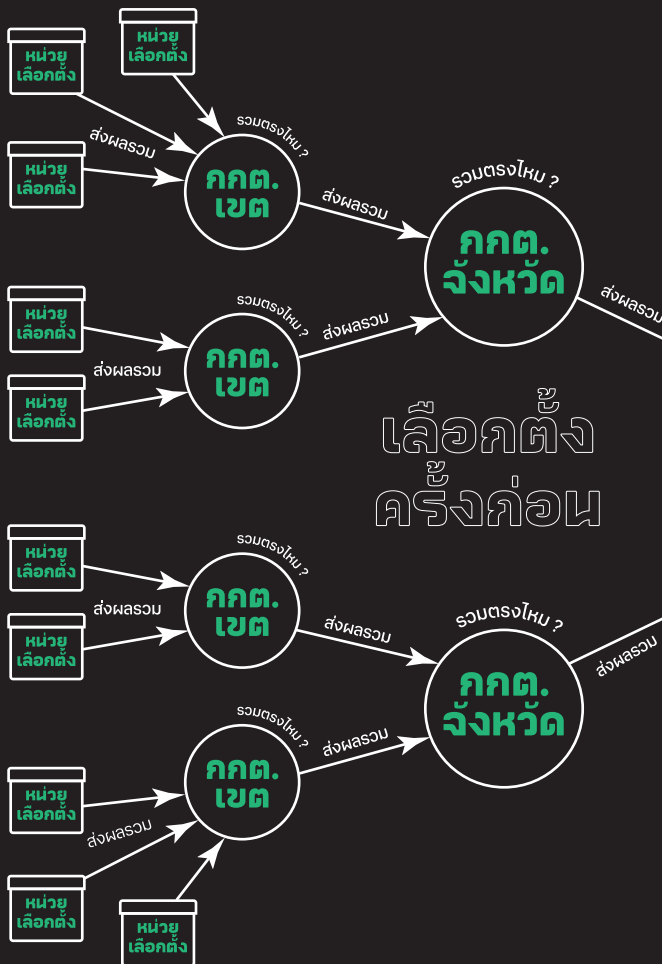 หน่วย
เลือกตั้ง
หน่วย
เลือกตั้ง
ส่งผลรวม
รวมตรงไหม ?
หน่วย
เลือกตั้ง
กกต.
เขต
ส่งผลรวม
รวมตรงไหม ?
กกต.
จังหวัด
ส่งผลรวม
หน่วย
เลือกตั้ง
ส่งผลรวม
หน่วย
เลือกตั้ง
รวมตรงไหม ?
กกต.
เขต
ส่งผลรวม
เลือกตั้ง
ครั้งก่อน
หน่วย
เลือกตั้ง
ส่งผลรวม
หน่วย
เลือกตั้ง
รวมตรงไหม ?
กกต.
เขต
ส่งผลรวม
รวมตรงไหม ?
กกต.
จังหวัด
ส่งผลรวม
รวมตรงไหม ?
กกต.
เขต
ส่งผลรวม
หน่วย
เลือกตั้ง
ส่งผลรวม
หน่วย
เลือกตั้ง
หน่วย
เลือกตั้ง